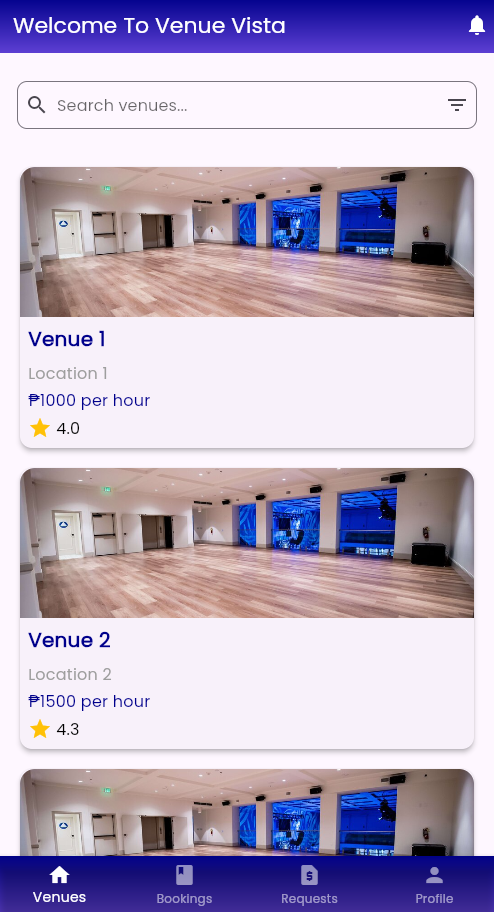 Welcome To Venue Vista
Search venues...
Venue 1
Location 1
₱1000 per hour
4.0
Venue 2
Location 2
₱1500 per hour
4.3
Venues
Bookings
Requests
Profile